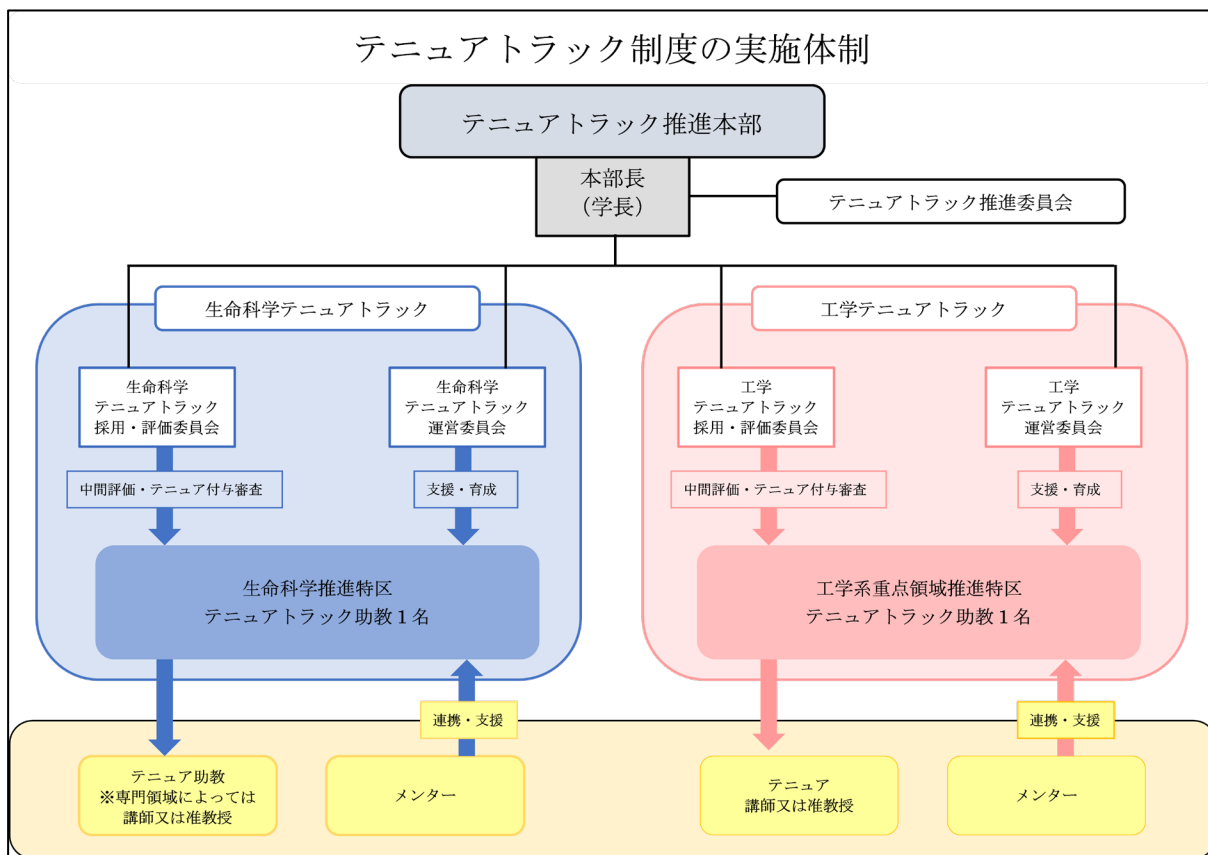 テニュアトラック制度の実施体制
テニュアトラック推進本部
本部長
（学長）
テニュアトラック推進委員会
生命科学テニュアトラック
工学テニュアトラック
生命科学
テニュアトラック
採用・評価委員会
生命科学
テニュアトラック
運営委員会
工学
テニュアトラック
採用・評価委員会
工学
テニュアトラック
運営委員会
中間評価・テニュア付与審査
支援・育成
中間評価・テニュア付与審査
支援・育成
生命科学推進特区
テニュアトラック助教１名
工学系重点領域推進特区
テニュアトラック助教１名
連携・支援
連携・支援
テニュア助教
※専門領域によっては
講師又は准教授
メンター
テニュア
講師又は准教授
メンター